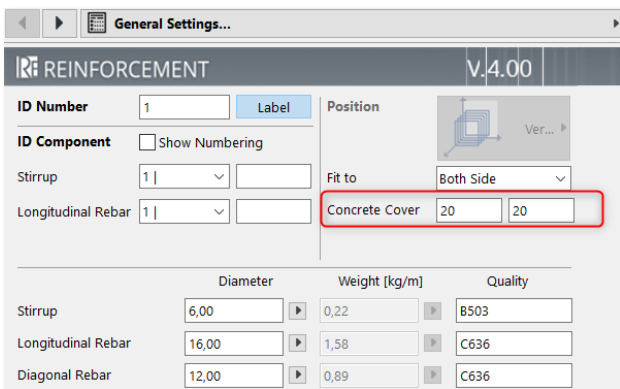 General Settings...
REINFORCEMENT V.4.00
ID Number 1 Label Position
Ver...
ID Component Show Numbering
Stirrup 1 | Fit to Both Side
Longitudinal Rebar 1 | Concrete Cover 20 20
Diameter Weight [kg/m] Quality
Stirrup 6,00 0,22 B503
Longitudinal Rebar 16,00 1,58 C636
Diagonal Rebar 12,00 0,89 C636